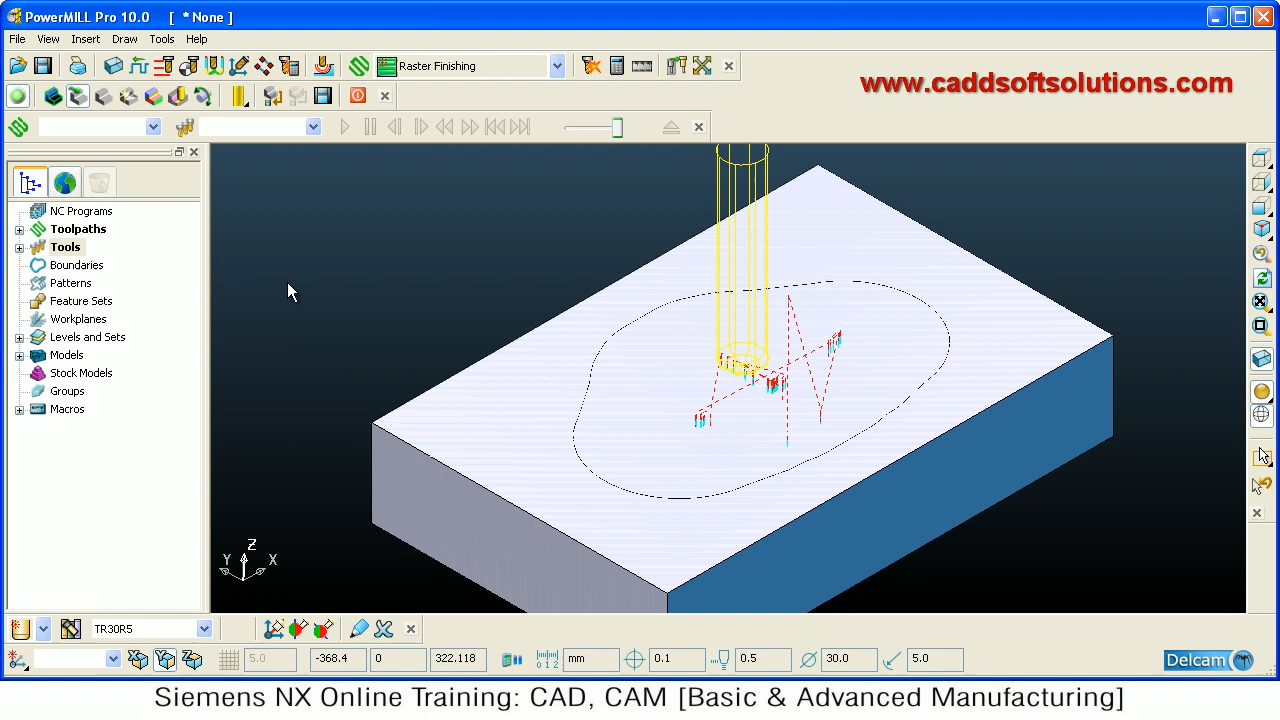 PowerMILL Pro 10.0 [ * None ]
File View Insert Draw Tools Help
Raster Finishing
www.caddsoftsolutions.com
NC Programs
Toolpaths
Tools
Boundaries
Patterns
Feature Sets
Workplanes
Levels and Sets
Models
Stock Models
Groups
Macros
Z
Y X
TR30R5
5.0 -368.4 0 322.118 mm 0.1 0.5 30.0 5.0
Delcam
Siemens NX Online Training: CAD, CAM [Basic & Advanced Manufacturing]